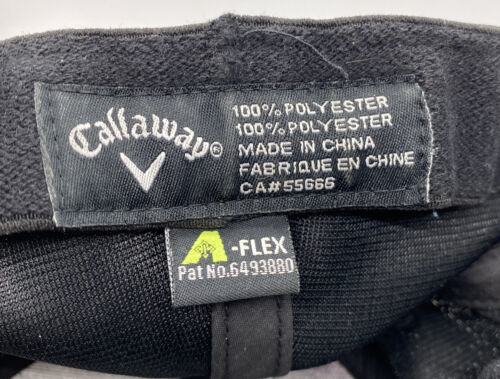 Callaway®
100% POLYESTER
100% POLYESTER
MADE IN CHINA
FABRIQUE EN CHINE
CA#55666
A-FLEX
Pat No.6493880